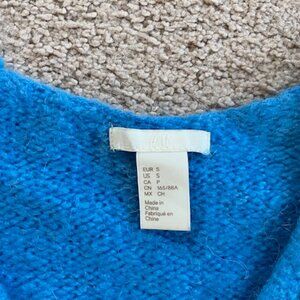 EUR S
US S
CA P
CN 165/88A
MX CH
Made in
China
Fabriqué en
Chine